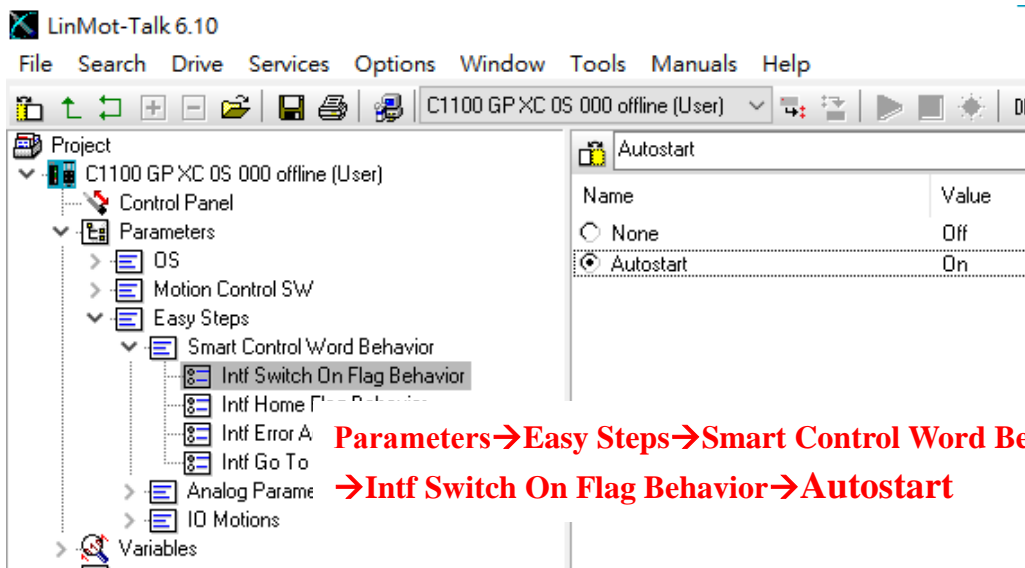 LinMot-Talk 6.10
File Search Drive Services Options Window Tools Manuals Help
C1100 GP XC 0S 000 offline (User)
Project
C1100 GP XC 0S 000 offline (User)
Control Panel
Parameters
OS
Motion Control SW
Easy Steps
Smart Control Word Behavior
Intf Switch On Flag Behavior
Intf Home
Intf Error
Intf Go To
Analog
IO Motions
Variables
Autostart
Name Value
None Off
Autostart On
Parameters→Easy Steps→Smart Control Word
→Intf Switch On Flag Behavior→Autostart